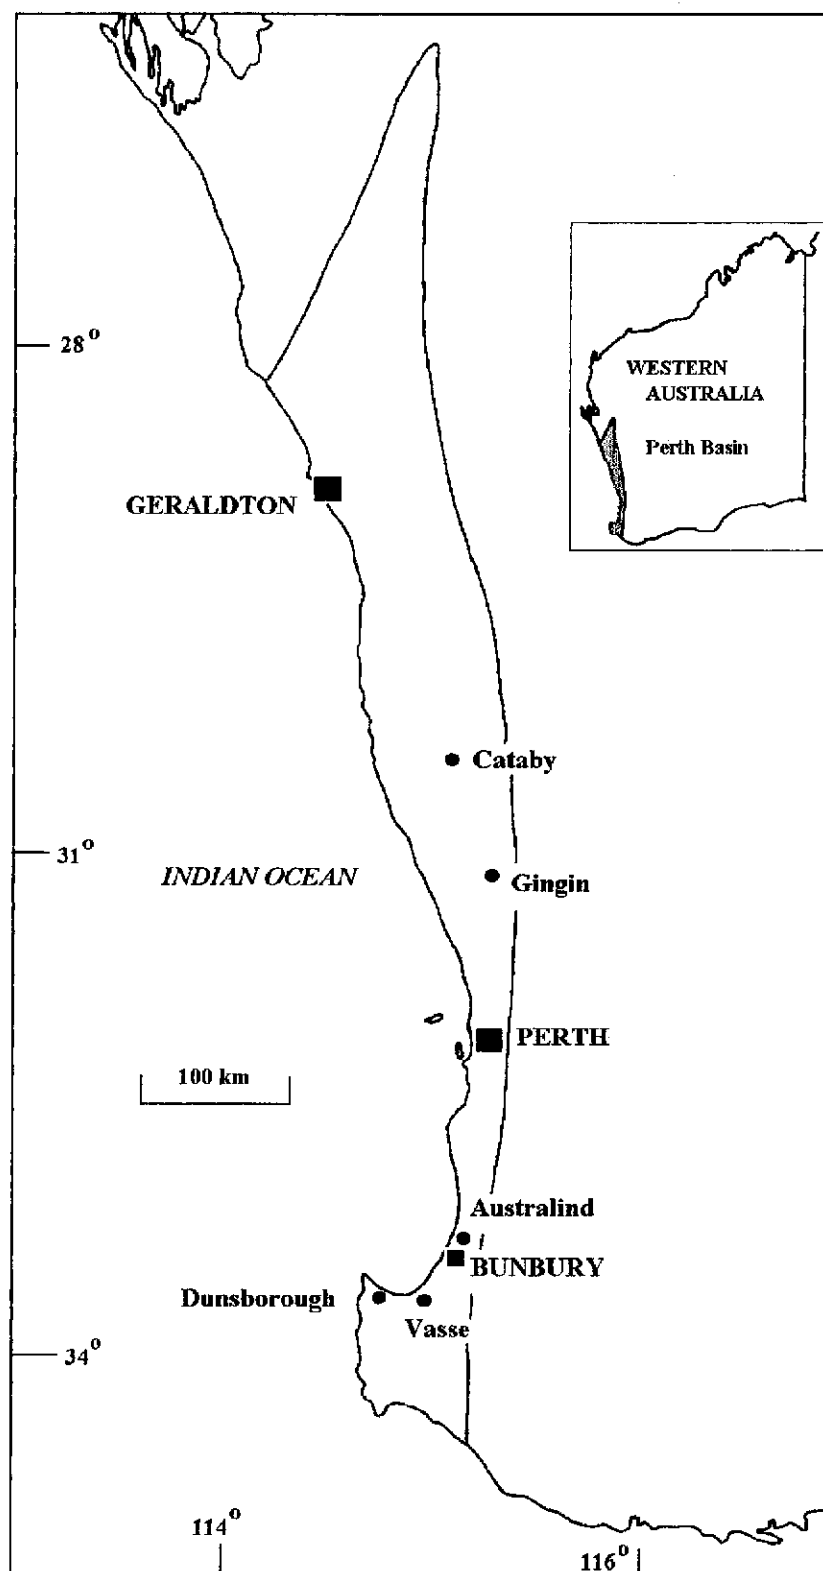 28°
WESTERN
AUSTRALIA
Perth Basin
GERALDTON
Cataby
31°
INDIAN OCEAN
Gingin
PERTH
100 km
Australind
BUNBURY
Dunsborough
Vasse
34°
114°
116°